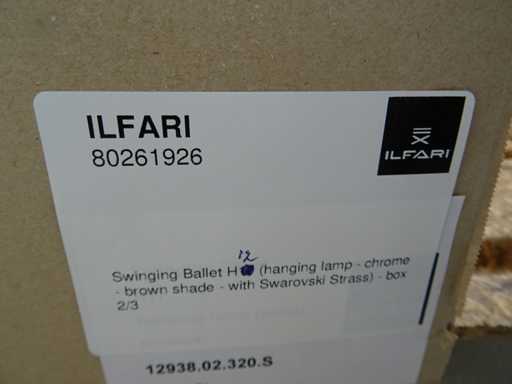 ILFARI
80261926
ILFARI
12
Swinging Ballet H (hanging lamp - chrome
- brown shade - with Swarovski Strass) - box
2/3
12938.02.320.S